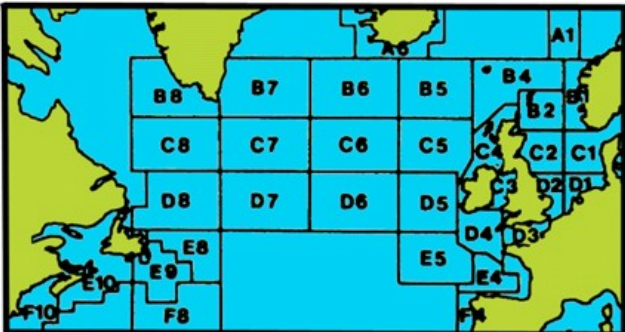 A6 A1
B8 B7 B6 B5 B4 B2 B1
C8 C7 C6 C5 C4 C3 C2 C1
D8 D7 D6 D5 D4 D3 D2 D1
E10 E9 E8 E5 E4
F10 F8 F4